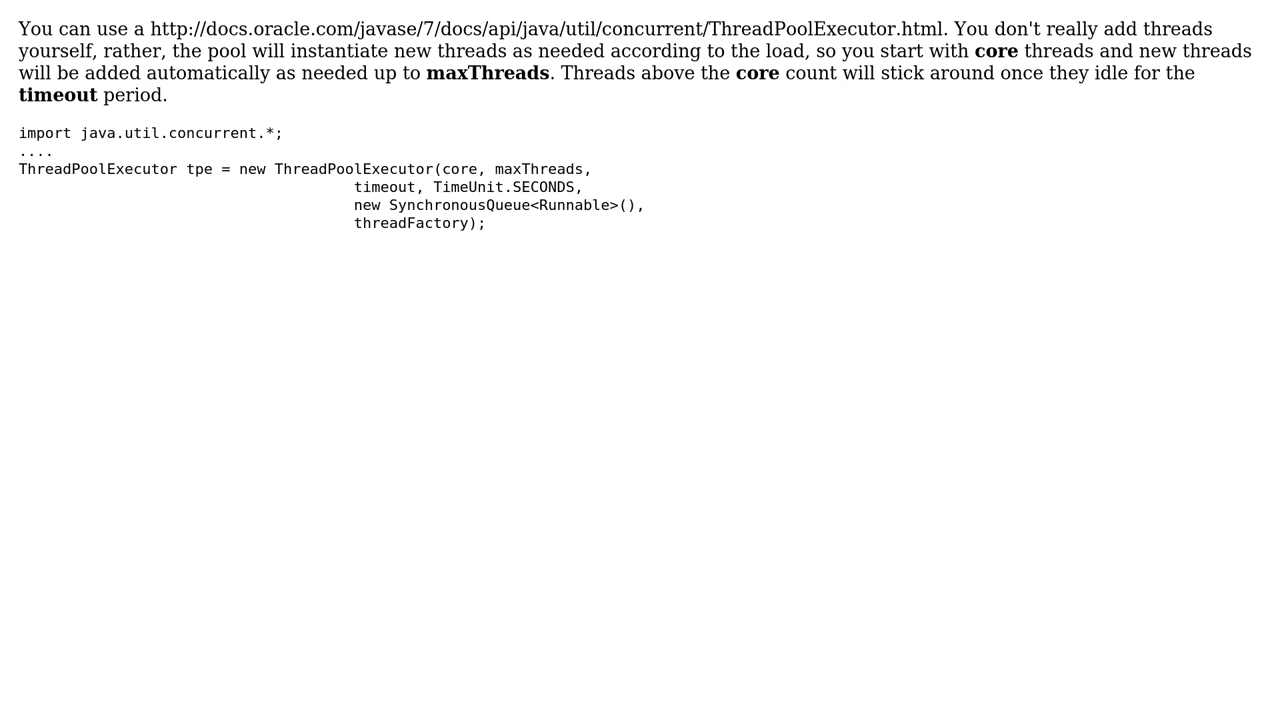 You can use a http://docs.oracle.com/javase/7/docs/api/java/util/concurrent/ThreadPoolExecutor.html. You don't really add threads
yourself, rather, the pool will instantiate new threads as needed according to the load, so you start with core threads and new threads
will be added automatically as needed up to maxThreads. Threads above the core count will stick around once they idle for the
timeout period.
import java.util.concurrent.*;
....
ThreadPoolExecutor tpe = new ThreadPoolExecutor(core, maxThreads,
timeout, TimeUnit.SECONDS,
new SynchronousQueue<Runnable>(),
threadFactory);